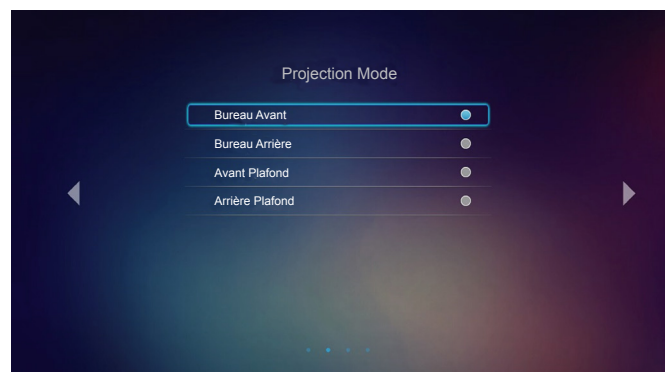 Projection Mode
Bureau Avant
Bureau Arrière
Avant Plafond
Arrière Plafond